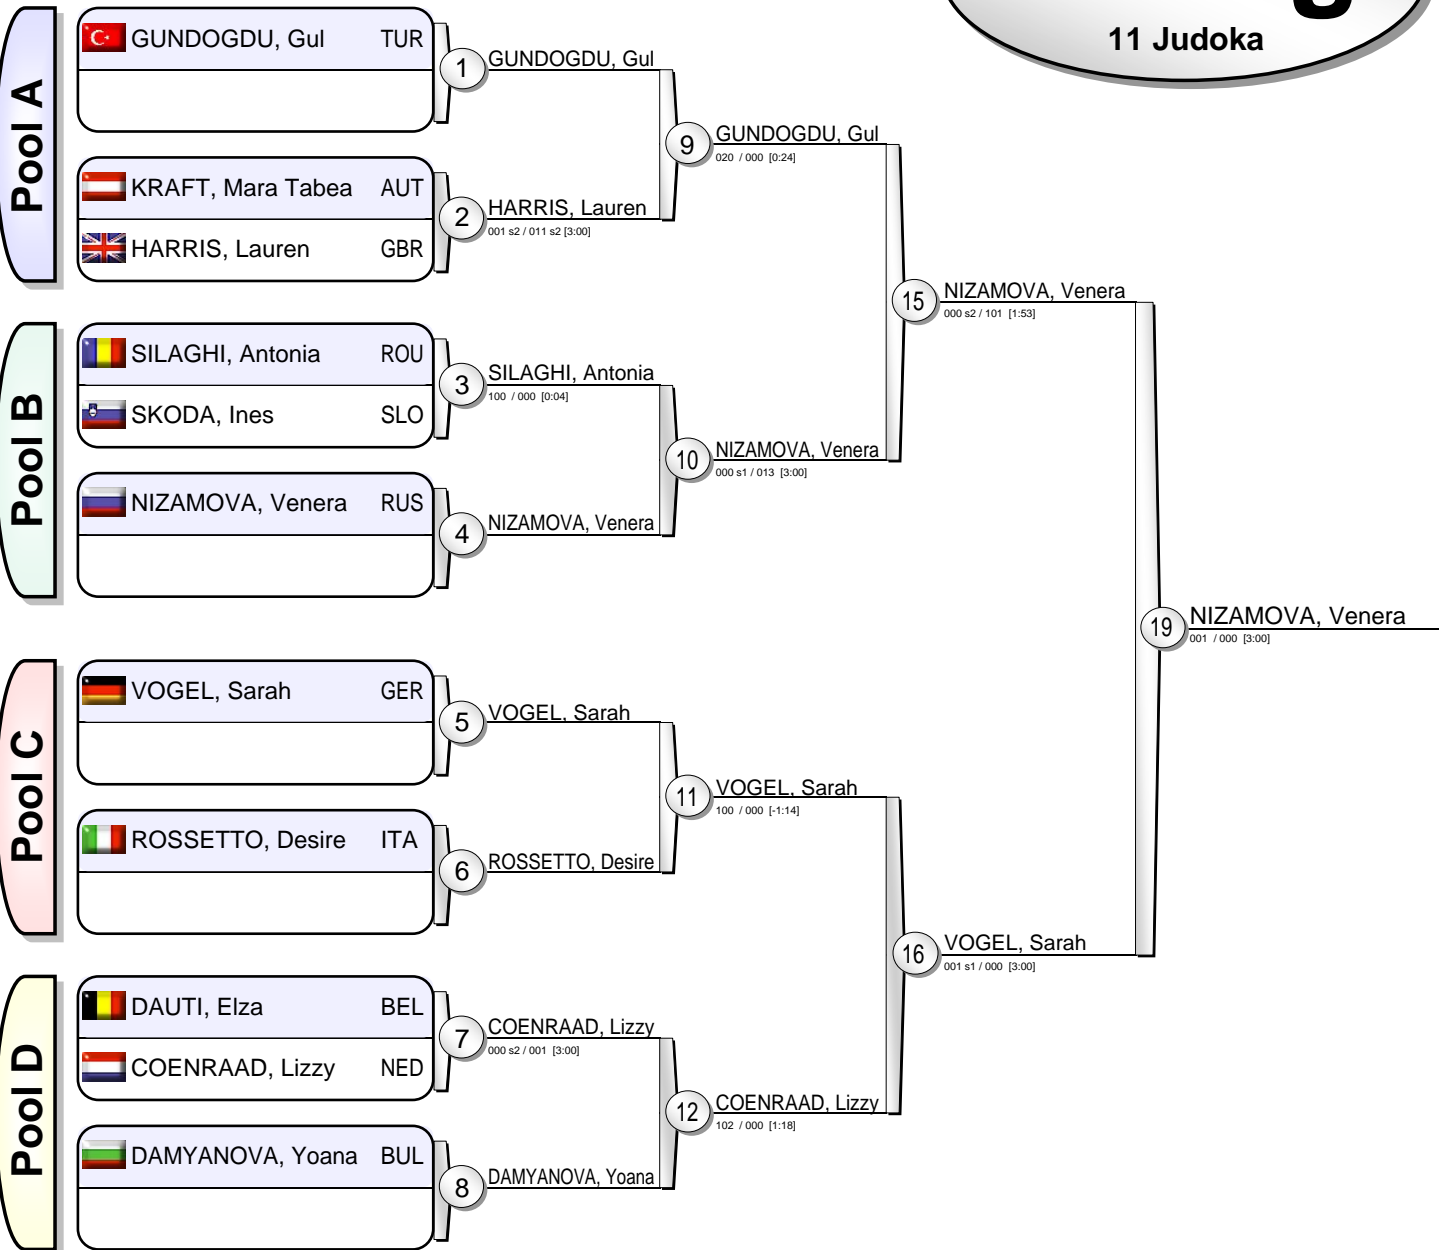 11 Judoka
Pool A
GUNDOGDU, Gul TUR
KRAFT, Mara Tabea AUT
HARRIS, Lauren GBR
1
GUNDOGDU, Gul
2
HARRIS, Lauren
001 s2 / 011 s2 [3:00]
9
GUNDOGDU, Gul
020 / 000 [0:24]
Pool B
SILAGHI, Antonia ROU
SKODA, Ines SLO
NIZAMOVA, Venera RUS
3
SILAGHI, Antonia
100 / 000 [0:04]
4
NIZAMOVA, Venera
10
NIZAMOVA, Venera
000 s1 / 013 [3:00]
15
NIZAMOVA, Venera
000 s2 / 101 [1:53]
Pool C
VOGEL, Sarah GER
ROSSETTO, Desire ITA
5
VOGEL, Sarah
6
ROSSETTO, Desire
11
VOGEL, Sarah
100 / 000 [-1:14]
Pool D
DAUTI, Elza BEL
COENRAAD, Lizzy NED
DAMYANOVA, Yoana BUL
7
COENRAAD, Lizzy
000 s2 / 001 [3:00]
8
DAMYANOVA, Yoana
12
COENRAAD, Lizzy
102 / 000 [1:18]
16
VOGEL, Sarah
001 s1 / 000 [3:00]
19
NIZAMOVA, Venera
001 / 000 [3:00]